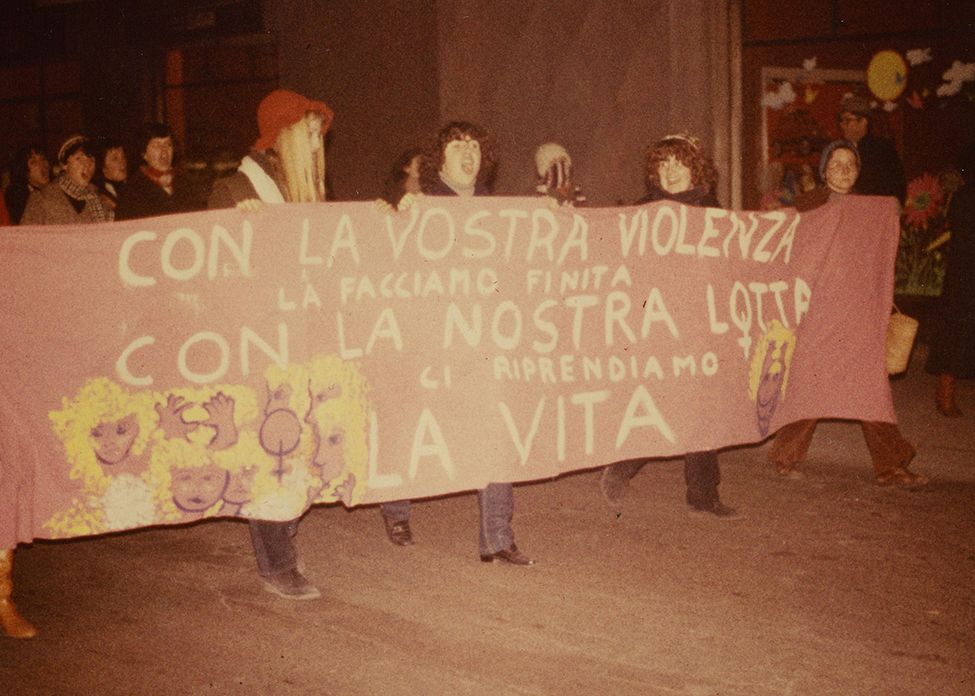 CON LA VOSTRA VIOLENZA
LA FACCIAMO FINITA
CON LA NOSTRA LOTTA
CI RIPRENDIAMO
LA VITA